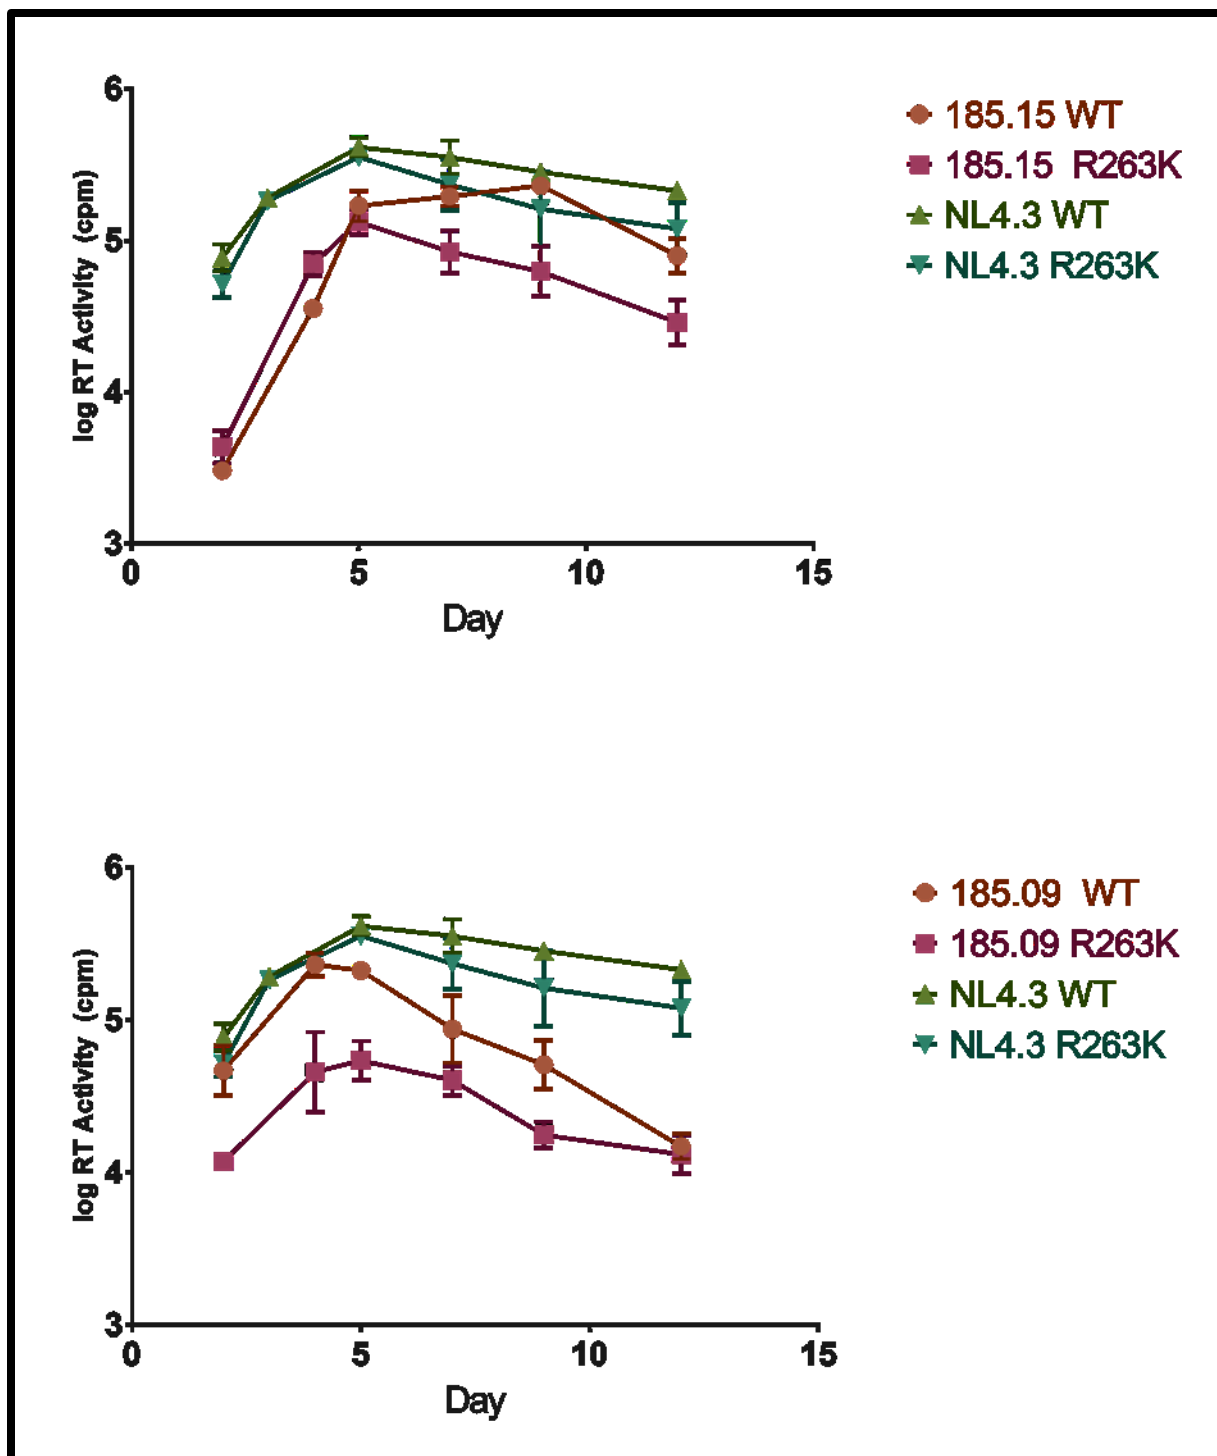 6
5
4
3
log RT Activity (cpm)
0
5
10
15
Day
185.15 WT
185.15 R263K
NL4.3 WT
NL4.3 R263K
6
5
4
3
log RT Activity (cpm)
0
5
10
15
Day
185.09 WT
185.09 R263K
NL4.3 WT
NL4.3 R263K